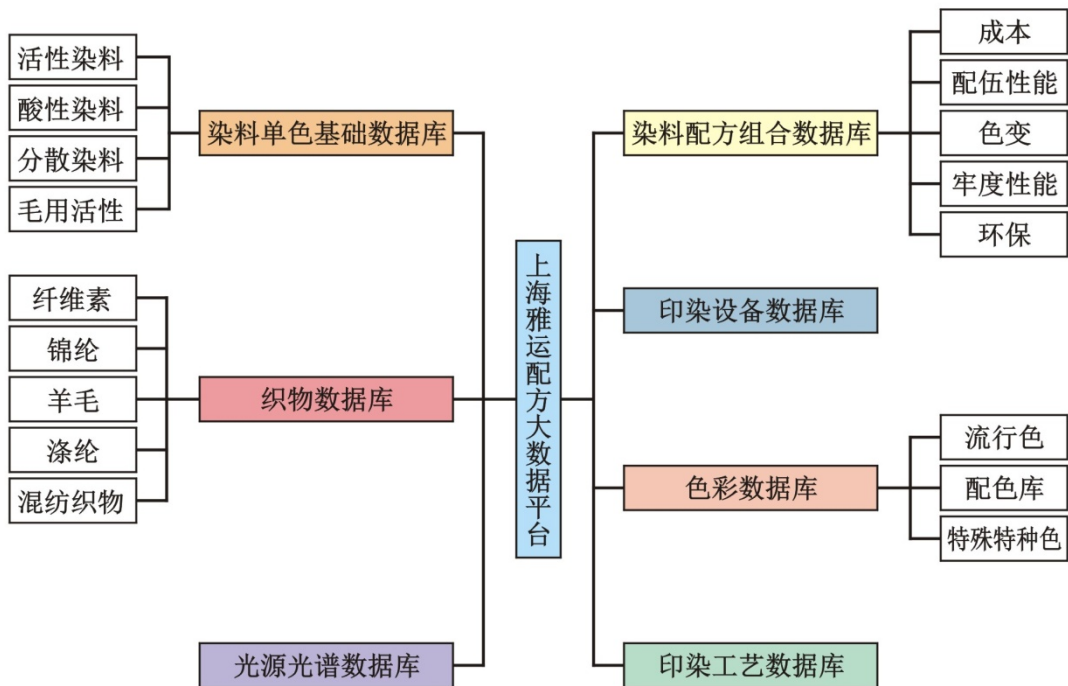 活性染料
酸性染料
分散染料
毛用活性
染料单色基础数据库
纤维素
锦纶
羊毛
涤纶
混纺织物
织物数据库
光源光谱数据库
上海雅运配方大数据平台
染料配方组合数据库
成本
配伍性能
色变
牢度性能
环保
印染设备数据库
色彩数据库
流行色
配色库
特殊特种色
印染工艺数据库